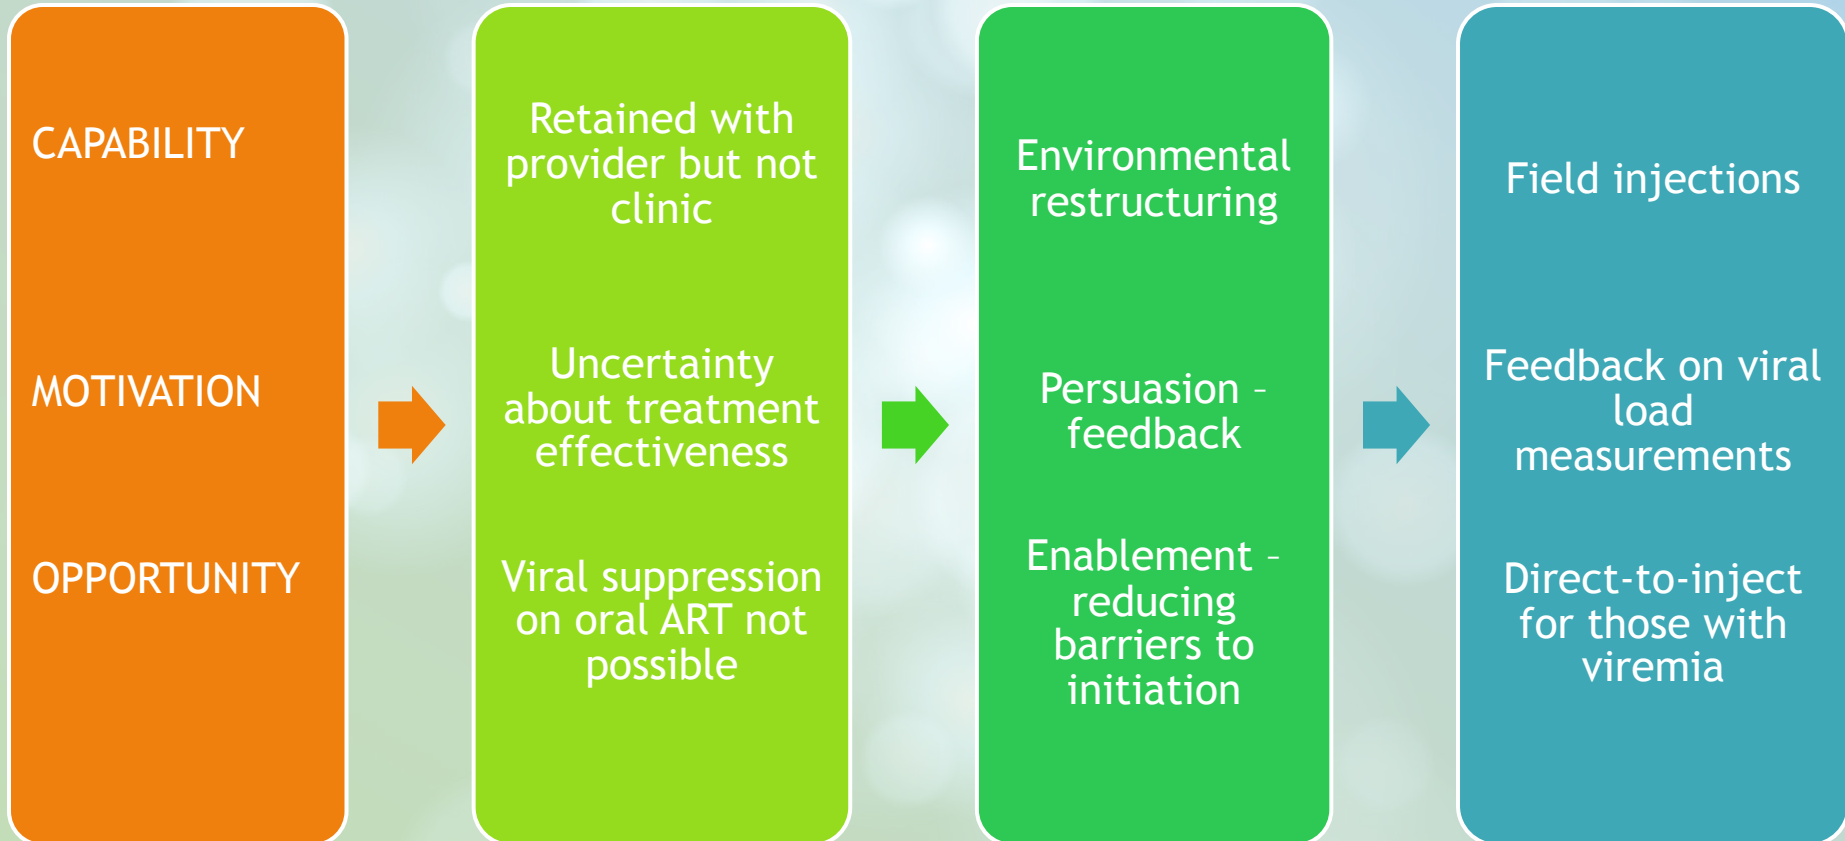 CAPABILITY
MOTIVATION
OPPORTUNITY
Retained with
provider but not
clinic
Uncertainty
about treatment
effectiveness
Viral suppression
on oral ART not
possible
Environmental
restructuring
Persuasion –
feedback
Enablement –
reducing
barriers to
initiation
Field injections
Feedback on viral
load
measurements
Direct-to-inject
for those with
viremia